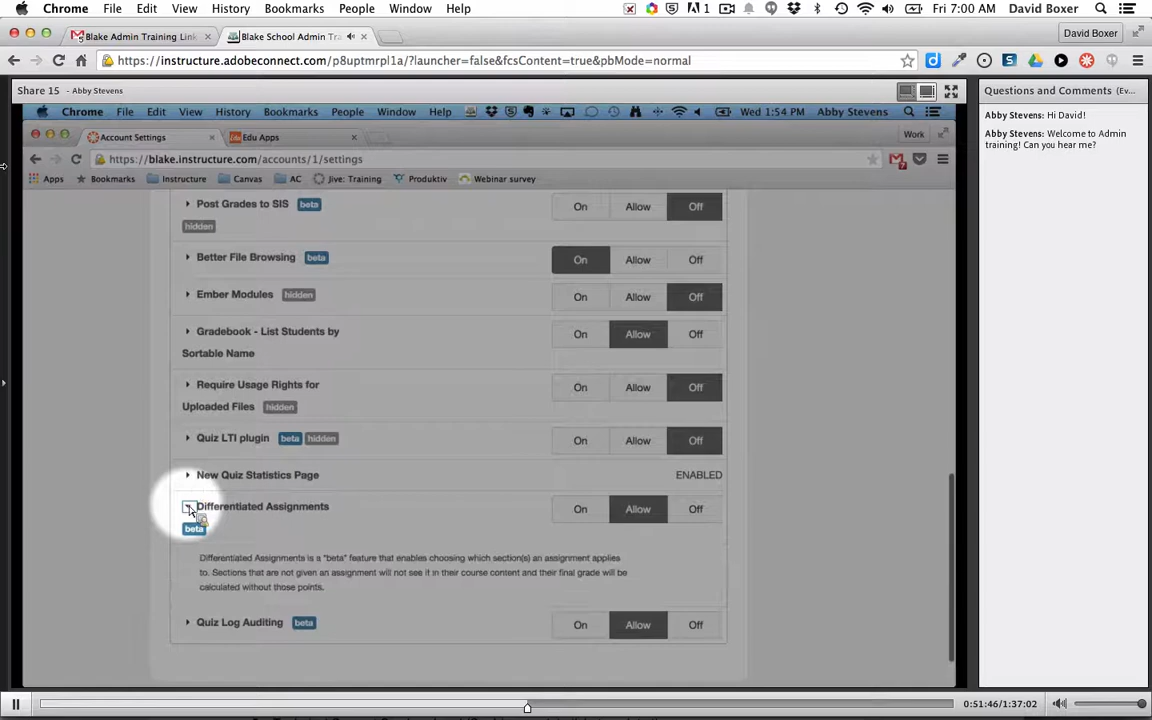 Chrome File Edit View History Bookmarks People Window Help 1 Fri 7:00 AM David Boxer
Blake Admin Training Link Blake School Admin Tra David Boxer
https://instructure.adobeconnect.com/p8uptmrpl1a/?launcher=false&fcsContent=true&pbMode=normal
Share 15 - Abby Stevens
Questions and Comments (Ev...
Chrome File Edit View History Bookmarks People Window Help Wed 1:54 PM Abby Stevens
Abby Stevens: Hi David!
Abby Stevens: Welcome to Admin
training! Can you hear me?
Account Settings Edu Apps Work
https://blake.instructure.com/accounts/1/settings
Apps Bookmarks Instructure Canvas AC Jive: Training Produktiv Webinar survey
Post Grades to SIS beta On Allow Off
hidden
Better File Browsing beta On Allow Off
Ember Modules hidden On Allow Off
Gradebook - List Students by On Allow Off
Sortable Name
Require Usage Rights for On Allow Off
Uploaded Files hidden
Quiz LTI plugin beta hidden On Allow Off
New Quiz Statistics Page ENABLED
Differentiated Assignments On Allow Off
beta
Differentiated Assignments is a "beta" feature that enables choosing which section(s) an assignment applies
to. Sections that are not given an assignment will not see it in their course content and their final grade will be
calculated without those points.
Quiz Log Auditing beta On Allow Off
0:51:46/1:37:02